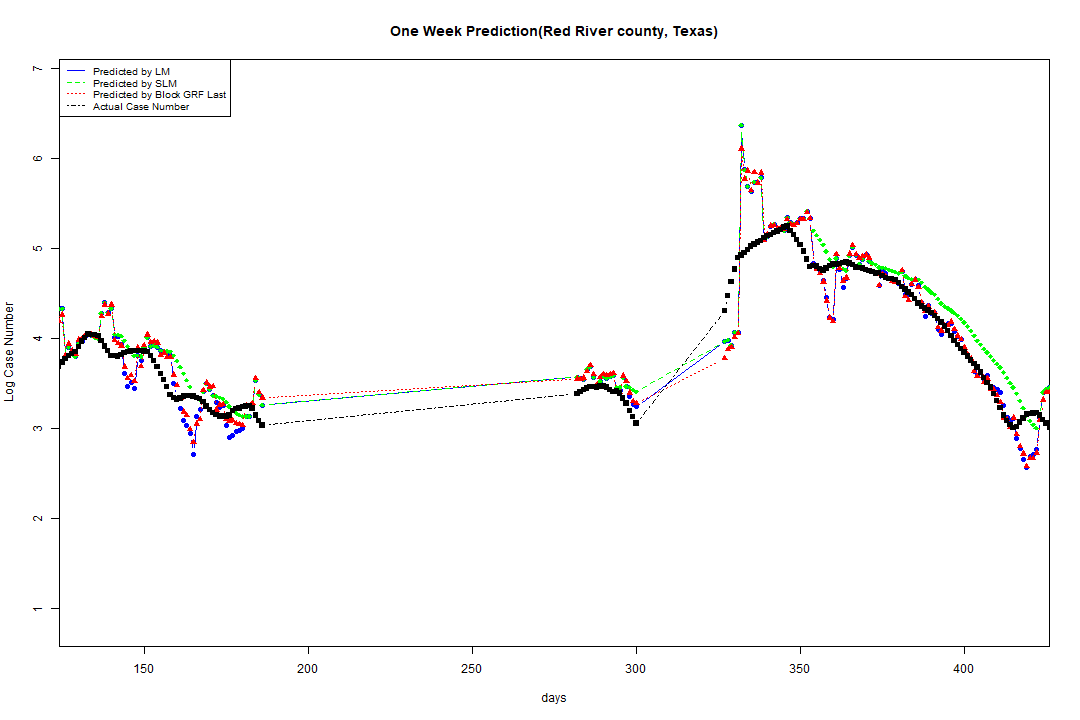 One Week Prediction(Red River county, Texas)
Predicted by LM
Predicted by SLM
Predicted by Block GRF Last
Actual Case Number
Log Case Number
7
6
5
4
3
2
1
150 200 250 300 350 400
days